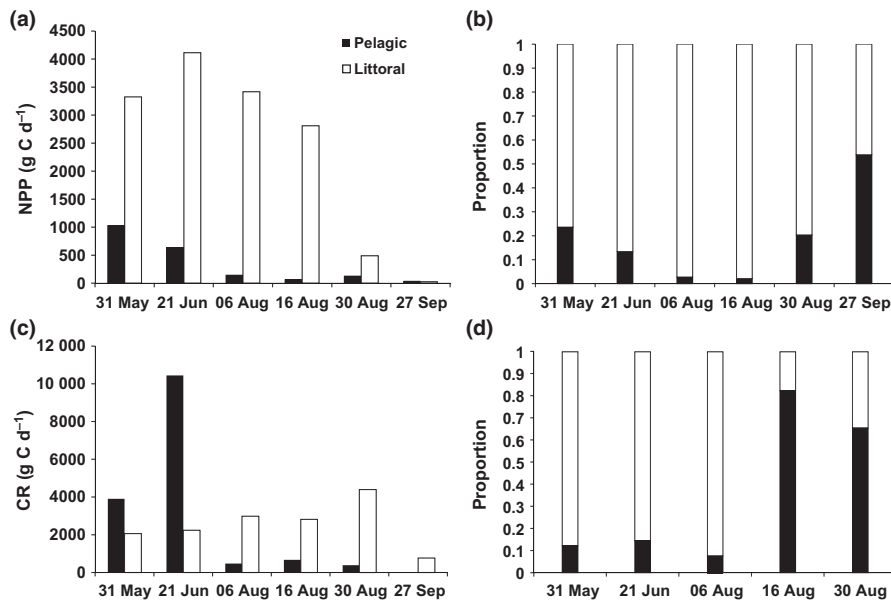 (a)
4500
4000
3500
3000
2500
2000
1500
1000
500
0
NPP (g C d⁻¹)
Pelagic
Littoral
31 May 21 Jun 06 Aug 16 Aug 30 Aug 27 Sep
(b)
1
0.9
0.8
0.7
0.6
0.5
0.4
0.3
0.2
0.1
0
Proportion
31 May 21 Jun 06 Aug 16 Aug 30 Aug 27 Sep
(c)
12 000
10 000
8000
6000
4000
2000
0
CR (g C d⁻¹)
31 May 21 Jun 06 Aug 16 Aug 30 Aug 27 Sep
(d)
1
0.9
0.8
0.7
0.6
0.5
0.4
0.3
0.2
0.1
0
Proportion
31 May 21 Jun 06 Aug 16 Aug 30 Aug